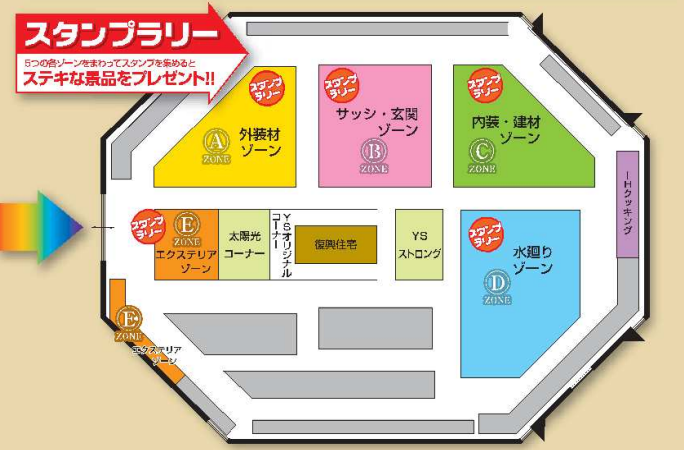 スタンプラリー
5つの各ゾーンをまわってスタンプを集めると
ステキな景品をプレゼント!!
スタンプ
ラリー
A
ZONE
外装材
ゾーン
スタンプ
ラリー
サッシ・玄関
ゾーン
B
ZONE
スタンプ
ラリー
内装・建材
ゾーン
C
ZONE
IHクッキング
スタンプ
ラリー
E
ZONE
エクステリア
ゾーン
太陽光
コーナー
YSオリジナル
コーナー
復興住宅
YS
ストロング
スタンプ
ラリー
水廻り
ゾーン
D
ZONE
E
ZONE
エクステリア
ゾーン